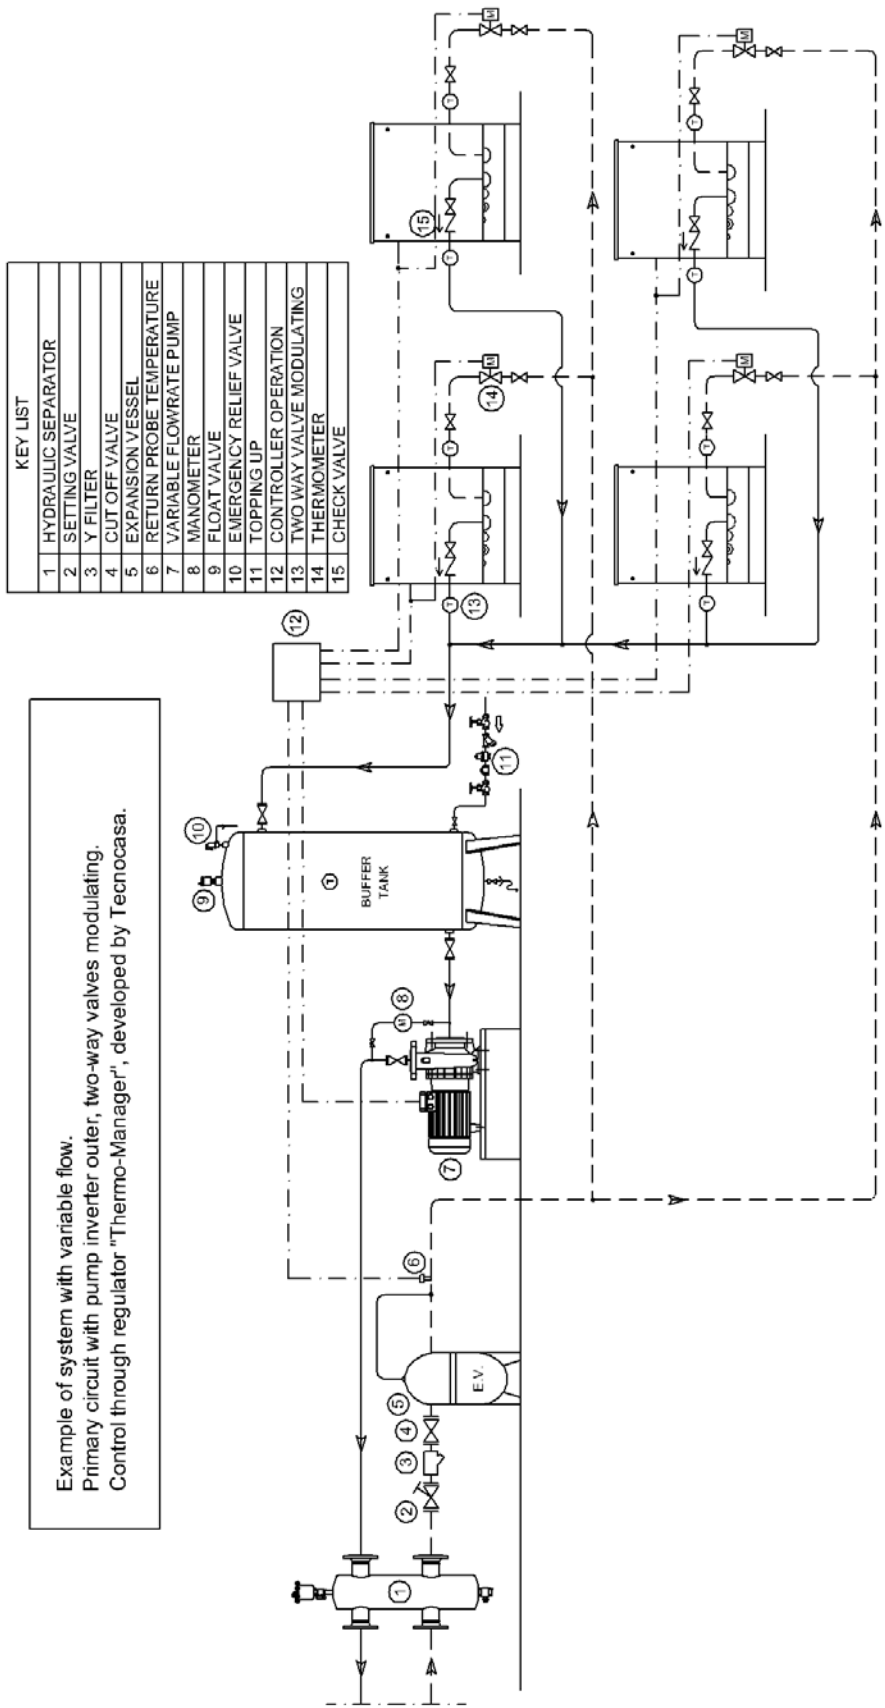 Example of system with variable flow.
Primary circuit with pump inverter outer, two-way valves modulating.
Control through regulator "Thermo-Manager", developed by Tecnocasa.
KEY LIST
1 HYDRAULIC SEPARATOR
2 SETTING VALVE
3 Y FILTER
4 CUT OFF VALVE
5 EXPANSION VESSEL
6 RETURN PROBE TEMPERATURE
7 VARIABLE FLOWRATE PUMP
8 MANOMETER
9 FLOAT VALVE
10 EMERGENCY RELIEF VALVE
11 TOPPING UP
12 CONTROLLER OPERATION
13 TWO WAY VALVE MODULATING
14 THERMOMETER
15 CHECK VALVE
9
10
12
T
BUFFER
TANK
11
8
M
7
6
5
E.V.
4
3
2
1
13
T
T
14
M
15
T
T
M
T
T
M
T
T
M